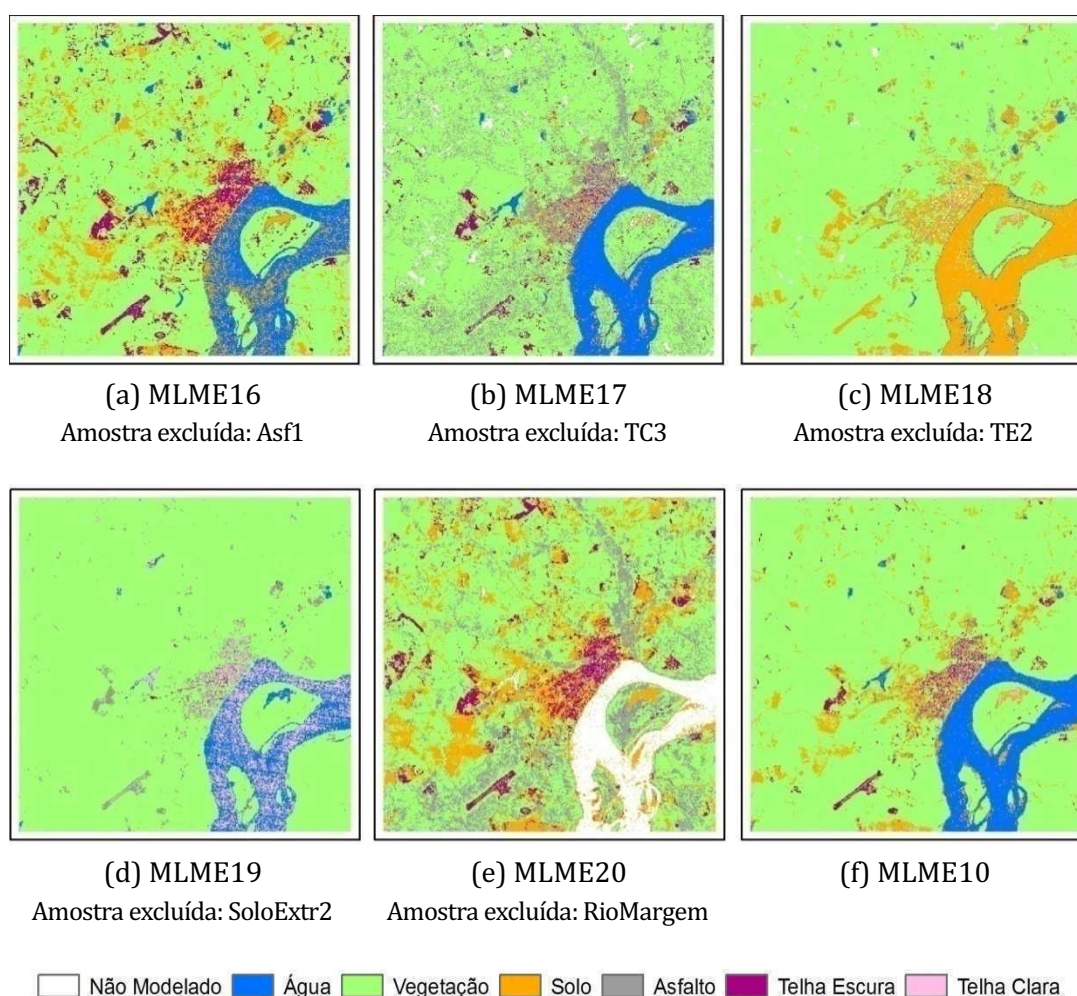 (a) MLME16
Amostra excluída: Asf1
(b) MLME17
Amostra excluída: TC3
(c) MLME18
Amostra excluída: TE2
(d) MLME19
Amostra excluída: SoloExtr2
(e) MLME20
Amostra excluída: RioMargem
(f) MLME10
Não Modelado Água Vegetação Solo Asfalto Telha Escura Telha Clara